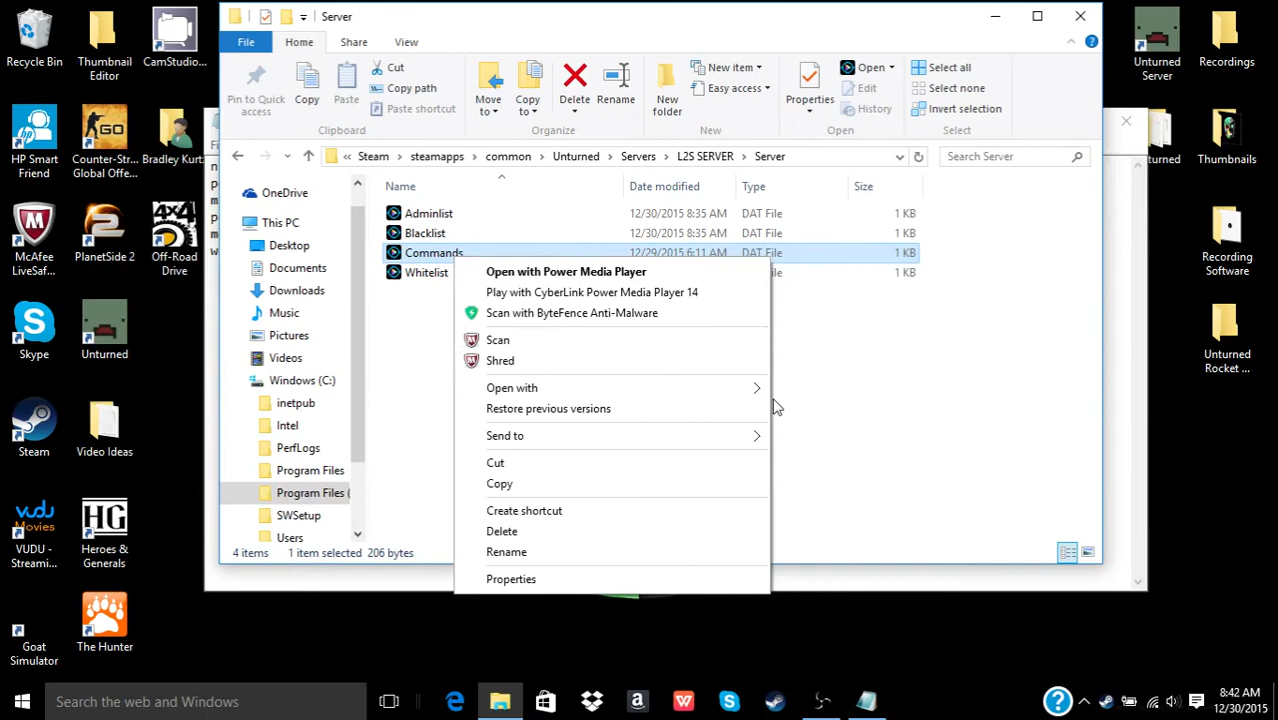 Server
File
Home
Share
View
Pin to Quick access
Copy
Paste
Cut
Copy path
Paste shortcut
Clipboard
Move to
Copy to
Delete
Rename
Organize
New folder
New item
Easy access
New
Properties
Open
Edit
History
Open
Select all
Select none
Invert selection
Select
Steam
steamapps
common
Unturned
Servers
L2S SERVER
Server
Search Server
Name
Date modified
Type
Size
Adminlist 12/30/2015 8:35 AM DAT File 1 KB
Blacklist 12/30/2015 8:35 AM DAT File 1 KB
Commands 12/29/2015 6:11 AM DAT File 1 KB
Whitelist 1 KB
OneDrive
This PC
Desktop
Documents
Downloads
Music
Pictures
Videos
Windows (C:)
inetpub
Intel
PerfLogs
Program Files
Program Files (
SWSetup
Users
4 items 1 item selected 206 bytes
Open with Power Media Player
Play with CyberLink Power Media Player 14
Scan with ByteFence Anti-Malware
Scan
Shred
Open with
Restore previous versions
Send to
Cut
Copy
Create shortcut
Delete
Rename
Properties
Recycle Bin
Thumbnail Editor
CamStudio...
HP Smart Friend
Counter-Str... Global Offe...
Bradley Kurt
McAfee LiveSaf...
PlanetSide 2
Off-Road Drive
Skype
Unturned
Steam
Video Ideas
VUDU - Streami...
Heroes & Generals
Goat Simulator
The Hunter
Unturned Server
Recordings
Thumbnails
Recording Software
Unturned Rocket ...
Search the web and Windows
8:42 AM
12/30/2015